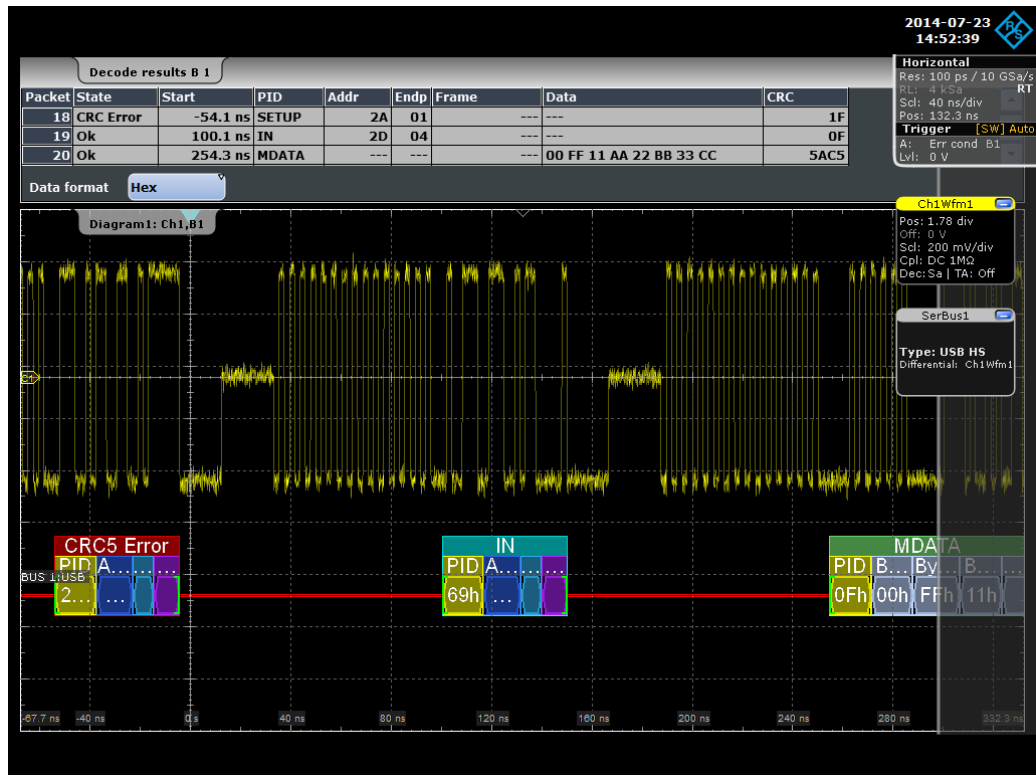 2014-07-23
14:52:39
Decode results B 1
Packet State Start PID Addr Endp Frame Data CRC
18 CRC Error -54.1 ns SETUP 2A 01 --- --- 1F
19 Ok 100.1 ns IN 2D 04 --- --- 0F
20 Ok 254.3 ns MDATA --- --- --- 00 FF 11 AA 22 BB 33 CC 5AC5
Data format Hex
Horizontal
Res: 100 ps / 10 GSa/s
RL: 4 kSa RT
Scl: 40 ns/div
Pos: 132.3 ns
Trigger [SW] Auto
A: Err cond B1
Lvl: 0 V
Diagram1: Ch1,B1
Ch1Wfm1
Pos: 1.78 div
Off: 0 V
Scl: 200 mV/div
Cpl: DC 1MΩ
Dec:Sa | TA: Off
SerBus1
Type: USB HS
Differential: Ch1Wfm1
C1
CRC5 Error IN MDATA
PID A... ... ... PID A... ... ... PID B... By... B... ...
BUS 1:USB
2... ... 69h ... 0Fh 00h FFh 11h
-67.7 ns -40 ns 0 s 40 ns 80 ns 120 ns 160 ns 200 ns 240 ns 280 ns 332.3 ns